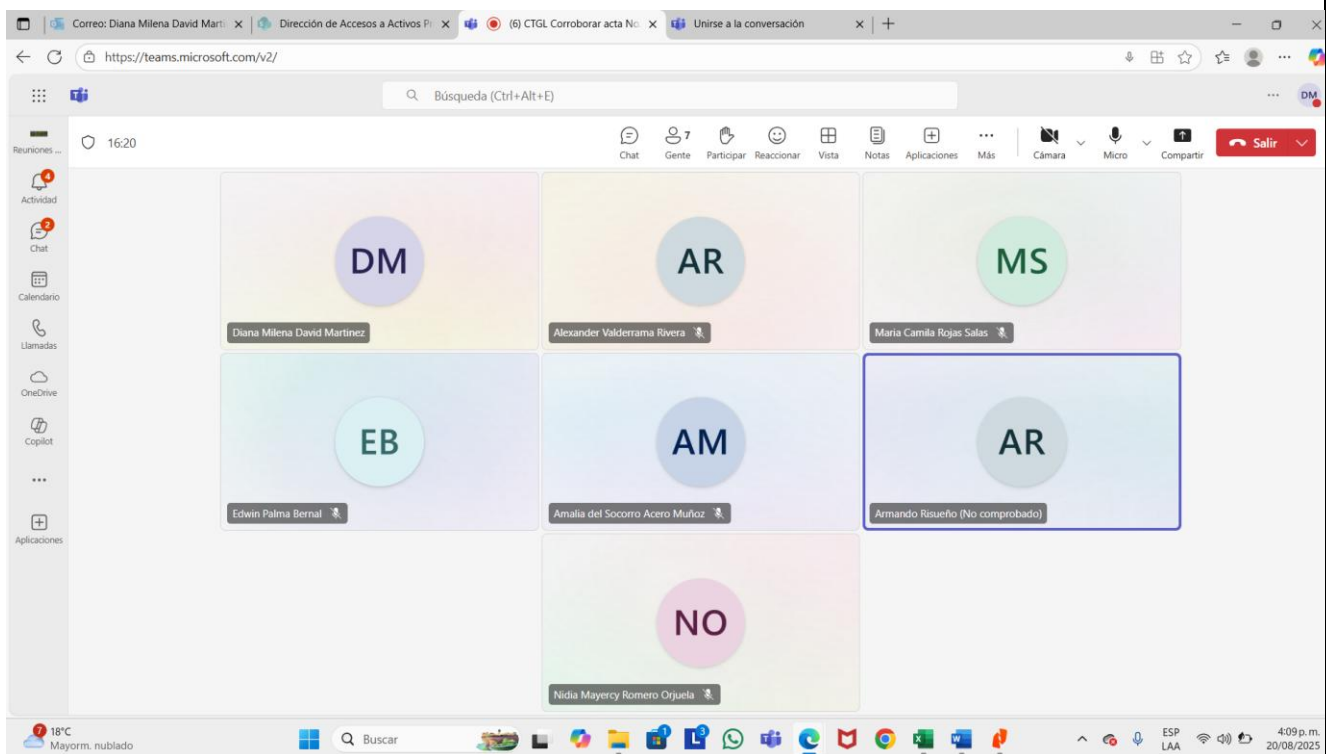 Correo: Diana Milena David Marti
Dirección de Accesos a Activos Pr
(6) CTGL Corroborar acta No.
Unirse a la conversación
https://teams.microsoft.com/v2/
Búsqueda (Ctrl+Alt+E)
DM
Reuniones ...
16:20
7
Chat
Gente
Participar
Reaccionar
Vista
Notas
Aplicaciones
Más
Cámara
Micro
Compartir
Salir
4
Actividad
2
Chat
Calendario
Llamadas
OneDrive
Copilot
Aplicaciones
DM
Diana Milena David Martinez
AR
Alexander Valderrama Rivera
MS
Maria Camila Rojas Salas
EB
Edwin Palma Bernal
AM
Amalia del Socorro Acero Muñoz
AR
Armando Risueño (No comprobado)
NO
Nidia Mayercy Romero Orjuela
7
18°C
Mayorm. nublado
Buscar
3
ESP
LAA
4:09 p.m.
20/08/2025